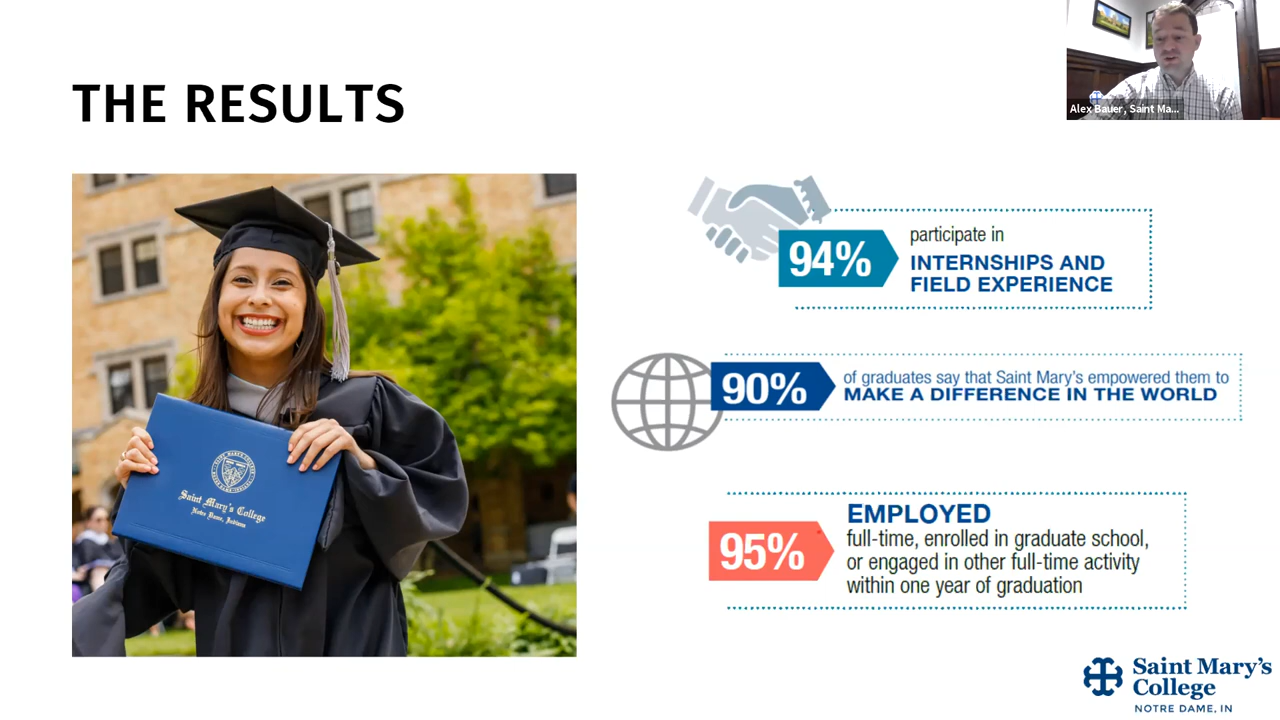 THE RESULTS
Alex Bauer, Saint Ma...
94%
participate in
INTERNSHIPS AND
FIELD EXPERIENCE
90%
of graduates say that Saint Mary's empowered them to
MAKE A DIFFERENCE IN THE WORLD
95%
EMPLOYED
full-time, enrolled in graduate school,
or engaged in other full-time activity
within one year of graduation
Saint Mary's College
Notre Dame, Indiana
Saint Mary's
College
NOTRE DAME, IN